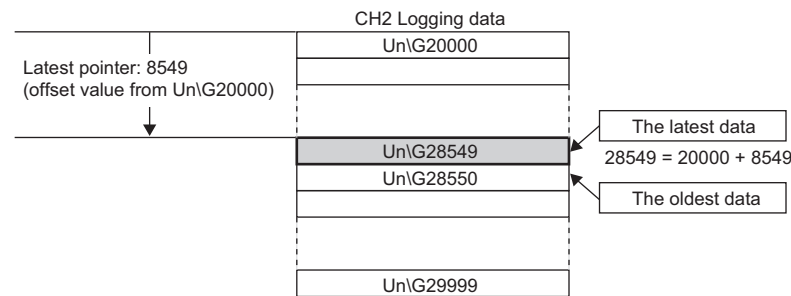 CH2 Logging data
Un\G20000
Latest pointer: 8549
(offset value from Un\G20000)
The latest data
Un\G28549
28549 = 20000 + 8549
Un\G28550
The oldest data
Un\G29999